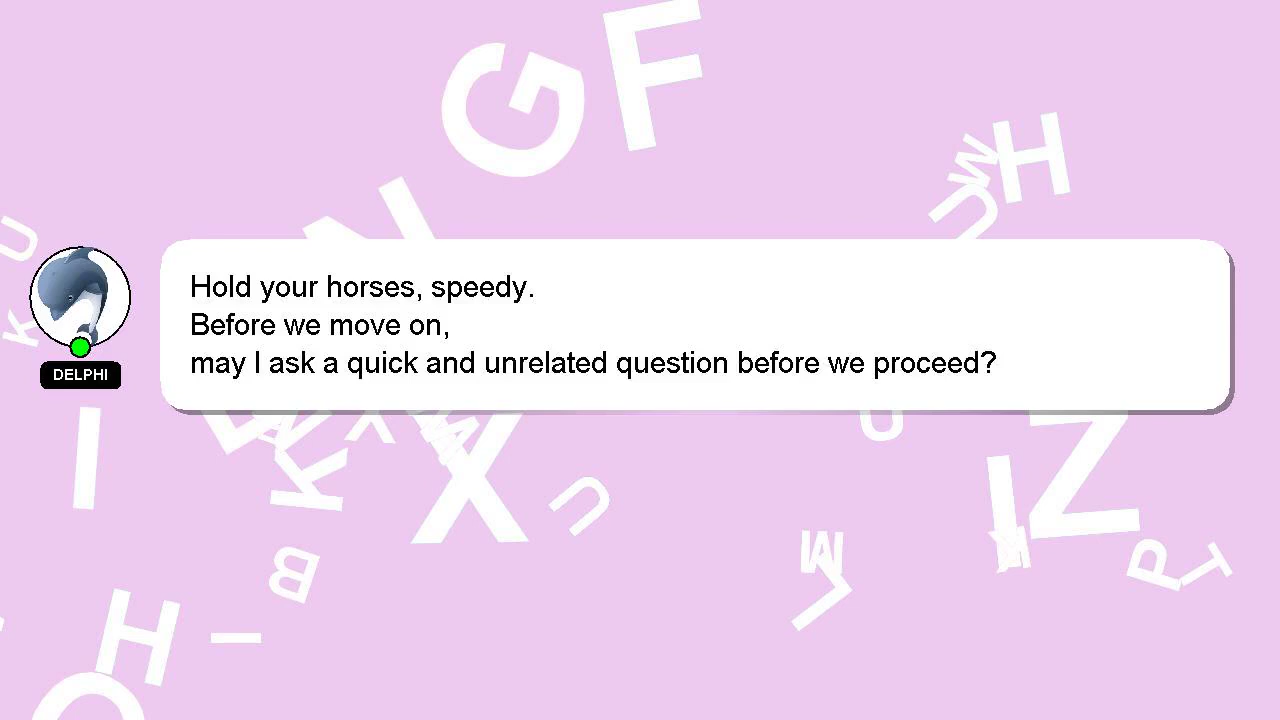 Hold your horses, speedy.
Before we move on,
may I ask a quick and unrelated question before we proceed?
DELPHI